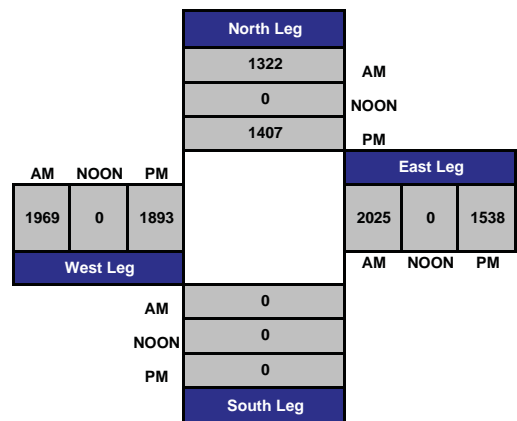 North Leg
1322 AM
0 NOON
1407 PM
AM NOON PM East Leg
1969 0 1893 2025 0 1538
West Leg AM NOON PM
AM 0
NOON 0
PM 0
South Leg